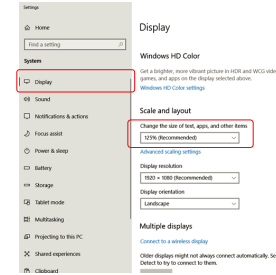 Settings
Home
Find a setting
System
Display
Sound
Notifications & actions
Focus assist
Power & sleep
Battery
Storage
Tablet mode
Multitasking
Projecting to this PC
Shared experiences
Clipboard
Display
Windows HD Color
Get a brighter, more vibrant picture in HDR and WCG vide
games, and apps on the display selected above.
Windows HD Color settings
Scale and layout
Change the size of text, apps, and other items
125% (Recommended)
Advanced scaling settings
Display resolution
1920 × 1080 (Recommended)
Display orientation
Landscape
Multiple displays
Connect to a wireless display
Older displays might not always connect automatically. Se
Detect to try to connect to them.